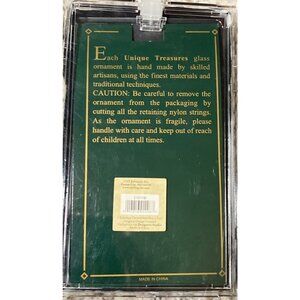 Each Unique Treasures glass
ornament is hand made by skilled
artisans, using the finest materials and
traditional techniques.
CAUTION: Be careful to remove the
ornament from the packaging by
cutting all the retaining nylon strings.
As the ornament is fragile, please
handle with care and keep out of reach
of children at all times.
MADE IN CHINA